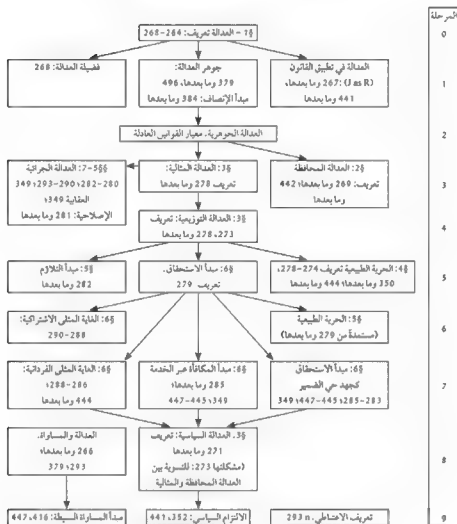 المرحلة
0
§1 - العدالة تعريف: 264-268
1
العدالة في تطبيق القانون
(J as R): 267 وما بعدها،
441 وما بعدها
جوهر العدالة:
379 وما بعدها، 496
مبدأ الإنصاف: 384 وما بعدها
فضيلة العدالة: 268
2
العدالة الجوهرية. معيار القوانين العادلة
3
§2: العدالة المحافظة
تعريف: 269 وما بعدها؛ 442
وما بعدها
§3: العدالة المثالية:
تعريف 278 وما بعدها
§§5-7: العدالة الجزائية
280-282؛ 290-293؛ 349
العقابية 349؛
الإصلاحية: 281 وما بعدها
4
§3: العدالة التوزيعية: تعريف
273، 278 وما بعدها
5
§4: الحرية الطبيعية تعريف 274-278،
350 وما بعدها؛ 444 وما بعدها
§6: مبدأ الاستحقاق.
تعريف 279
§5: مبدأ التلاؤم
282 وما بعدها
6
§5: الحرية الطبيعية
(مستمدة من 279 وما بعدها)
§6: الغاية المثلى الاشتراكية:
288-290
7
§6: مبدأ الاستحقاق
كجهد حي الضمير
283-285؛ 445-447؛ 349
§6: مبدأ المكافأة عبر الخدمة
285 وما بعدها؛
349؛ 445-447
§6: الغاية المثلى الفردانية:
286-288؛
444 وما بعدها
8
§3. العدالة السياسية: تعريف
271 وما بعدها
(مشكلتها 273: للتسوية بين
العدالة المحافظة والمثالية
العدالة والمساواة.
266 وما بعدها؛
293؛ 379
9
تعريف الاعتباطي. 293 n
الالتزام السياسي: 352، 441
مبدأ المساواة البسيطة: 416، 447